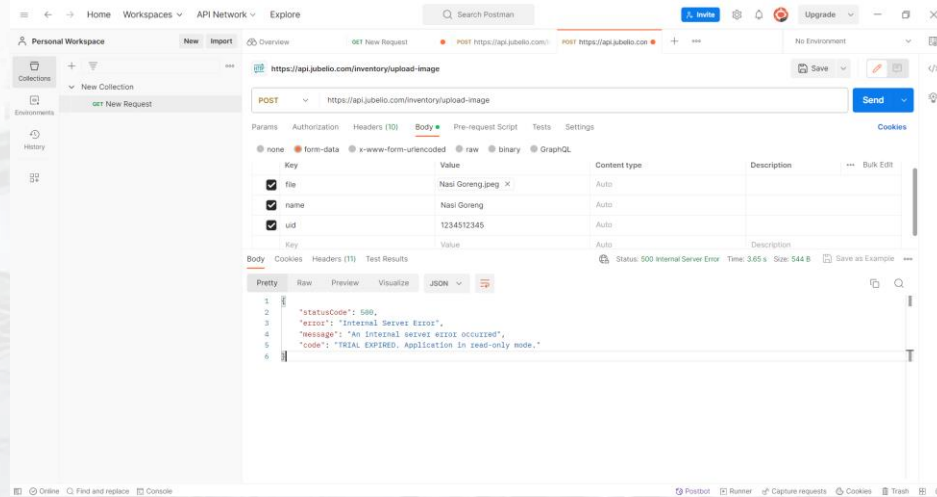 Home Workspaces API Network Explore Search Postman Invite Upgrade
Personal Workspace New Import Overview GET New Request POST https://api.jubelio.com/i POST https://api.jubelio.con No Environment
Collections
New Collection
GET New Request
Environments
History
https://api.jubelio.com/inventory/upload-image Save
POST https://api.jubelio.com/inventory/upload-image Send
Params Authorization Headers (10) Body Pre-request Script Tests Settings Cookies
none form-data x-www-form-urlencoded raw binary GraphQL
Key Value Content type Description Bulk Edit
file Nasi Goreng.jpeg Auto
name Nasi Goreng Auto
uid 1234512345 Auto
Key Value Auto Description
Body Cookies Headers (11) Test Results Status: 500 Internal Server Error Time: 3.65 s Size: 544 B Save as Example
Pretty Raw Preview Visualize JSON
1 {
2 "statusCode": 500,
3 "error": "Internal Server Error",
4 "message": "An internal server error occurred",
5 "code": "TRIAL EXPIRED. Application in read-only mode."
6 }
Online Find and replace Console Postbot Runner Capture requests Cookies Trash